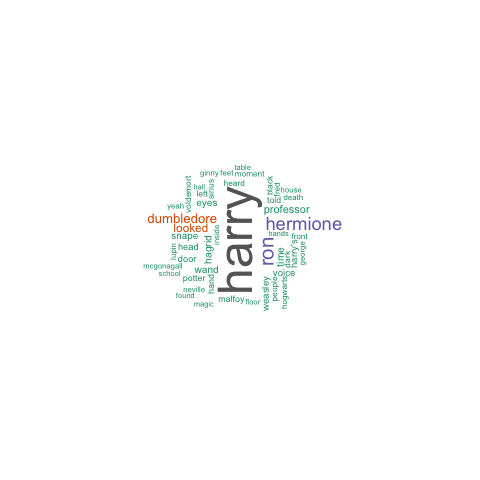 table
ginny feet moment
heard
hall
left
sirius
voldemort
eyes
yeah
black
fred
house
told
death
professor
dumbledore
looked
harry
hermione
snape
inside
hands
front
lupin
head
hagrid
ron
time
dark
harry's
george
door
mcgonagall
wand
voice
school
potter
hand
weasley
people
hogwarts
neville
found
malfoy
floor
magic